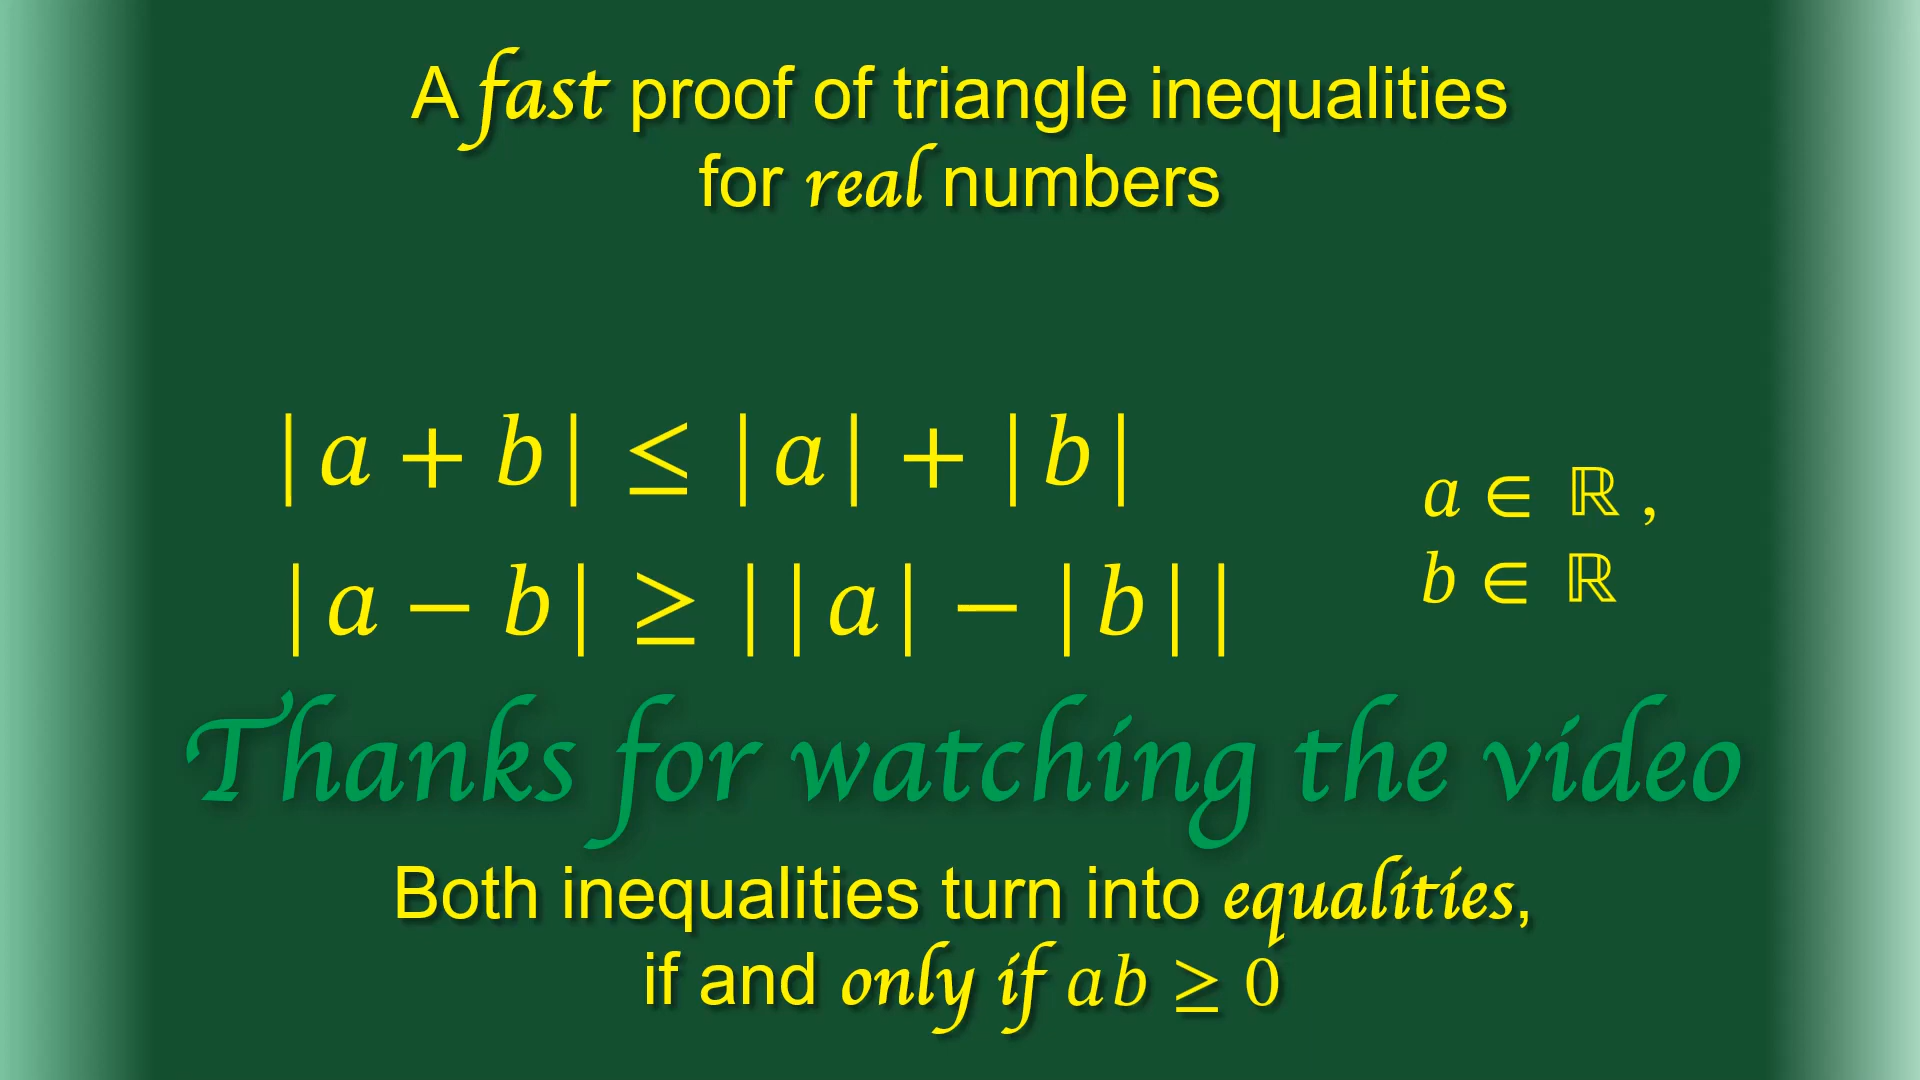 A fast proof of triangle inequalities
for real numbers
|a + b| ≤ |a| + |b|
a ∈ ℝ ,
|a − b| ≥ ||a| − |b||
b ∈ ℝ
Thanks for watching the video
Both inequalities turn into equalities,
if and only if ab ≥ 0